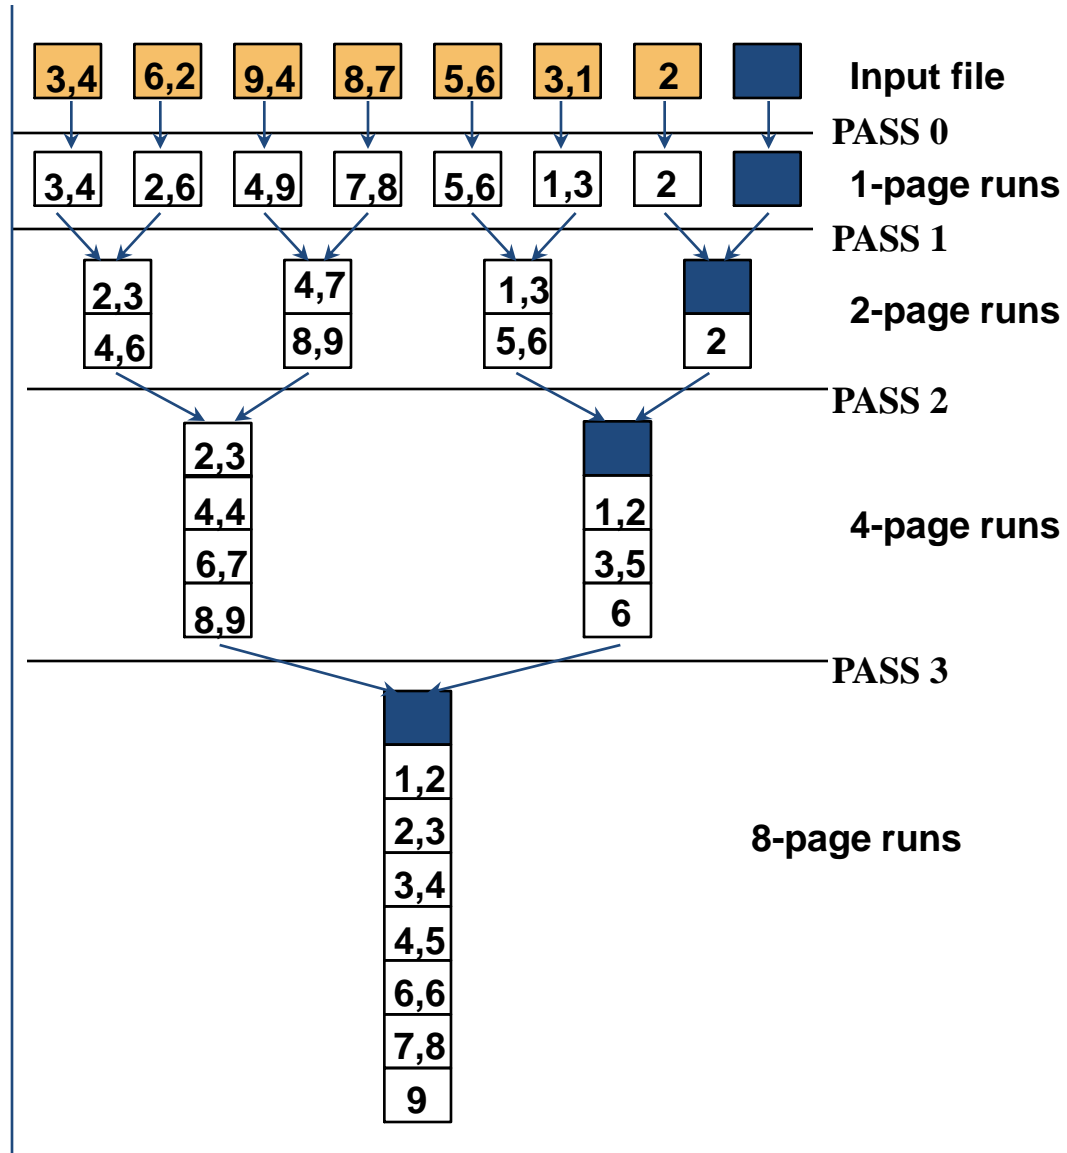 3,4 6,2 9,4 8,7 5,6 3,1 2 Input file
PASS 0
3,4 2,6 4,9 7,8 5,6 1,3 2 1-page runs
PASS 1
2,3 4,7 1,3
2-page runs
4,6 8,9 5,6 2
PASS 2
2,3
4,4 1,2
4-page runs
6,7 3,5
8,9 6
PASS 3
1,2
2,3
8-page runs
3,4
4,5
6,6
7,8
9